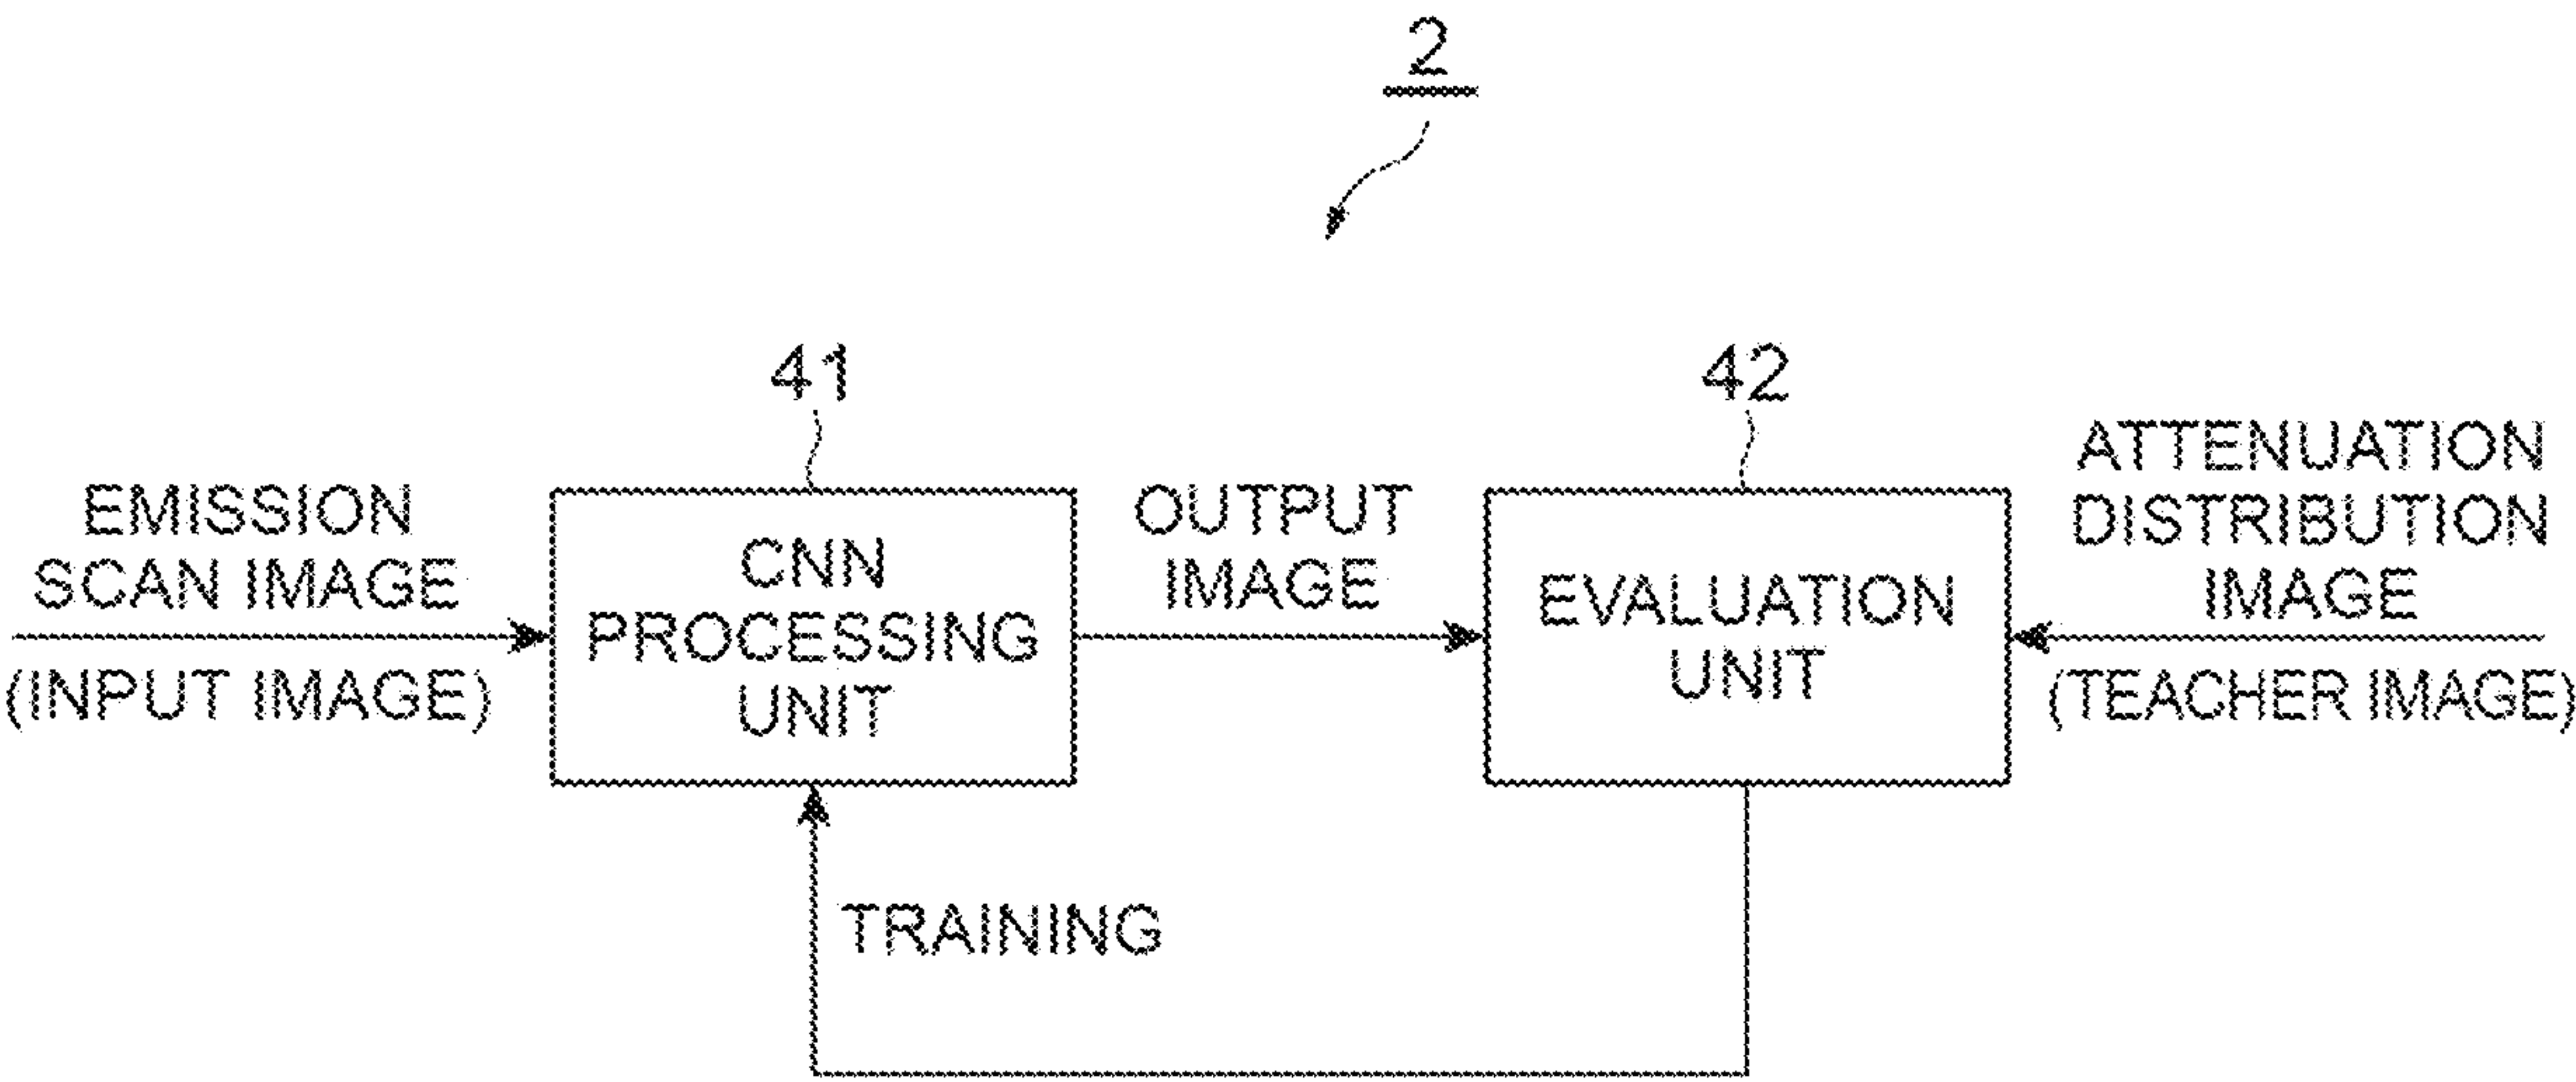 2
41
42
EMISSION
SCAN IMAGE
(INPUT IMAGE)
CNN
PROCESSING
UNIT
OUTPUT
IMAGE
EVALUATION
UNIT
ATTENUATION
DISTRIBUTION
IMAGE
(TEACHER IMAGE)
TRAINING